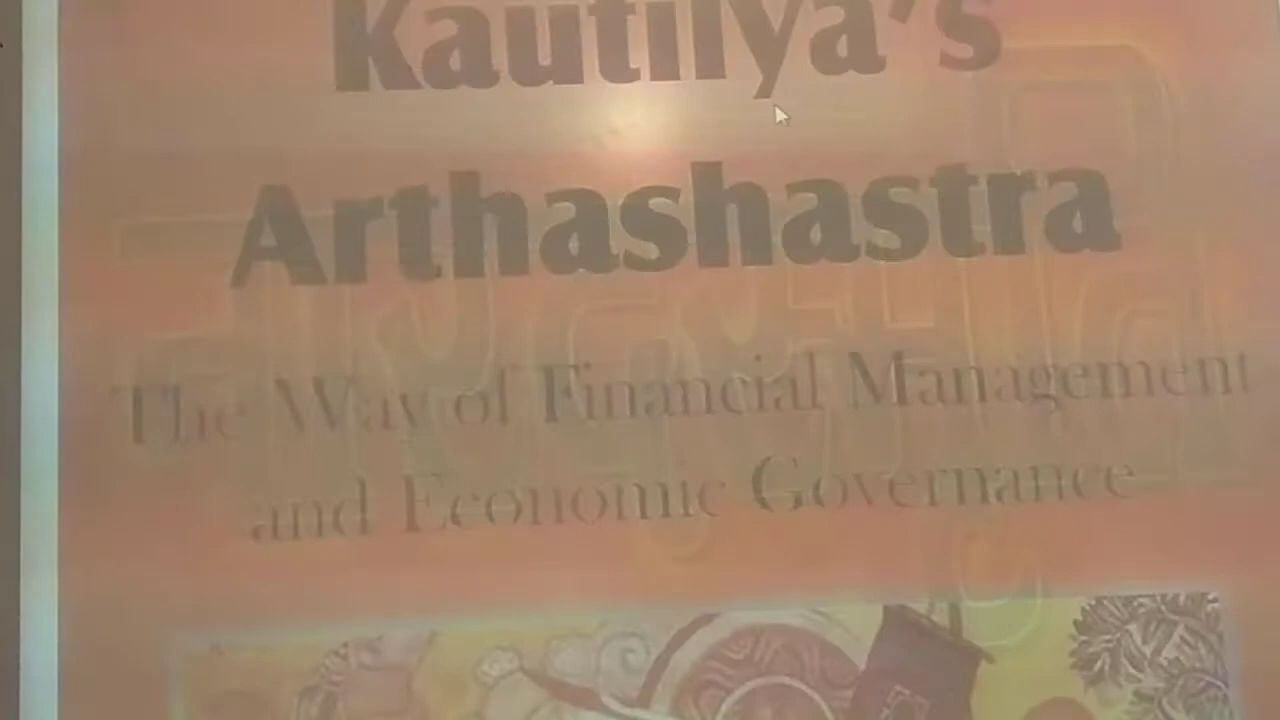 Kautilya's
Arthashastra
The Way of Financial Management
and Economic Governance